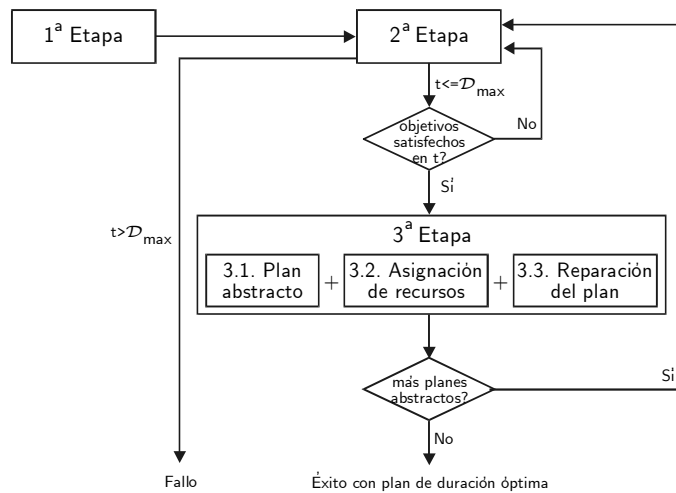 1ª Etapa
2ª Etapa
t<=𝒟max
objetivos
satisfechos
en t?
No
Sí
t>𝒟max
3ª Etapa
3.1. Plan
abstracto
+
3.2. Asignación
de recursos
+
3.3. Reparación
del plan
más planes
abstractos?
Sí
No
Fallo
Éxito con plan de duración óptima